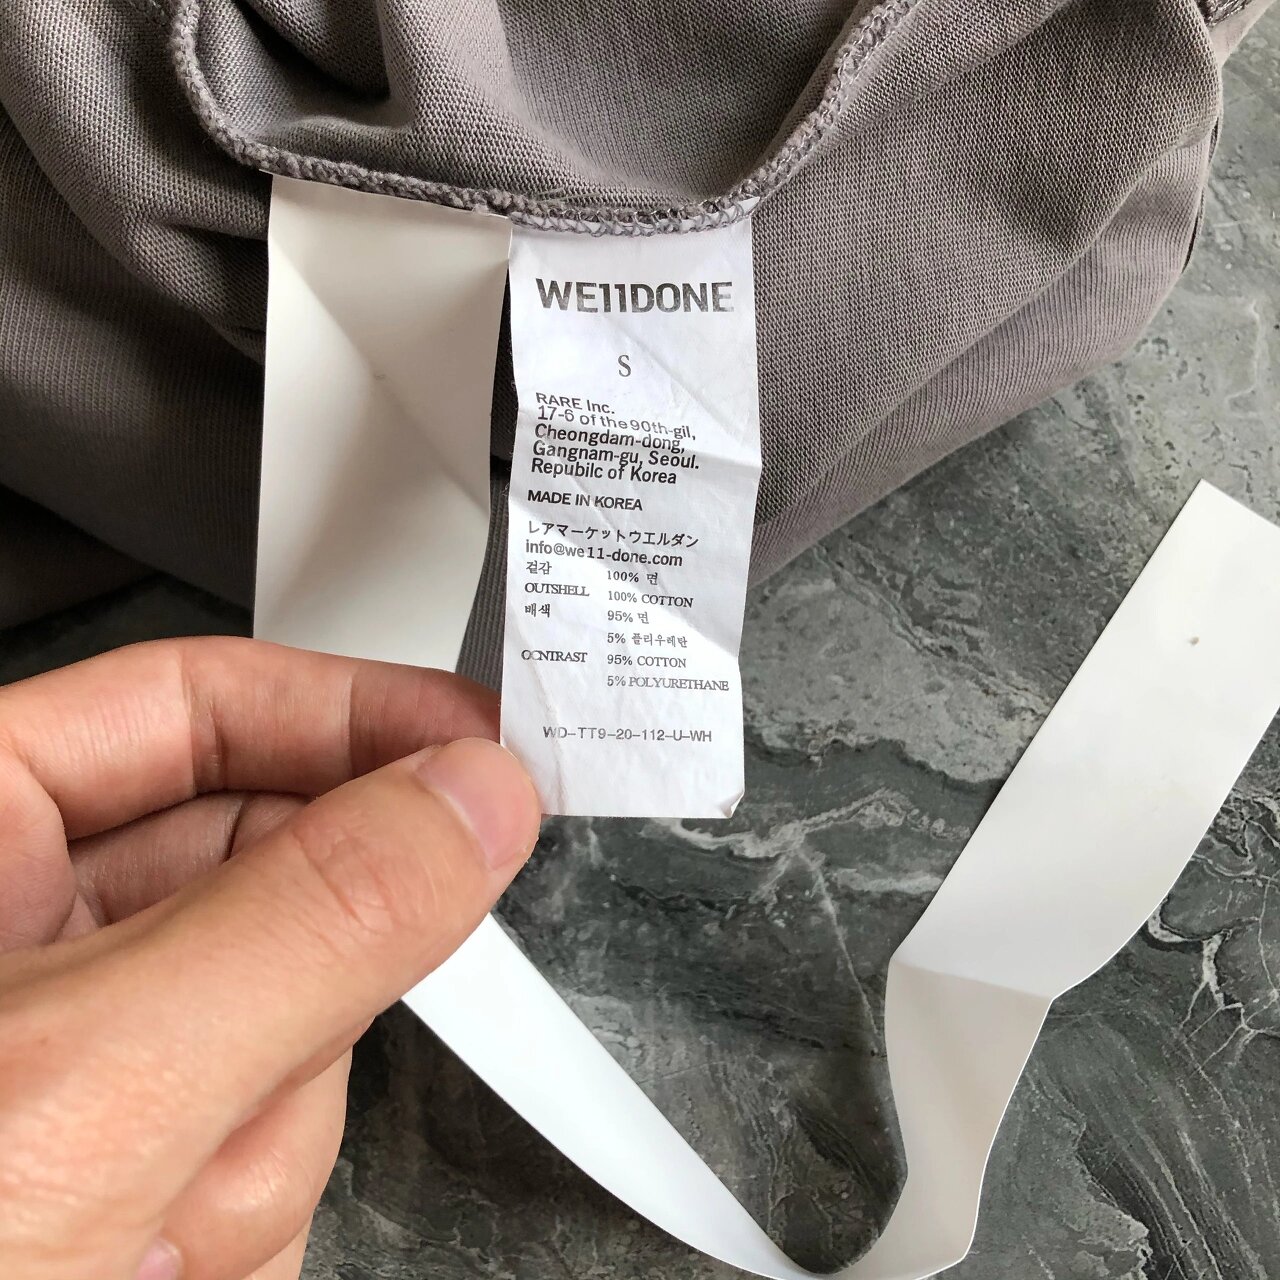 WE11DONE
S
RARE Inc.
17-6 of the 90th-gil,
Cheongdam-dong,
Gangnam-gu, Seoul.
Repubilc of Korea
MADE IN KOREA
レアマーケットウエルダン
info@we11-done.com
겉감 100% 면
OUTSHELL 100% COTTON
배색 95% 면
5% 폴리우레탄
CONTRAST 95% COTTON
5% POLYURETHANE
WD-TT9-20-112-U-WH